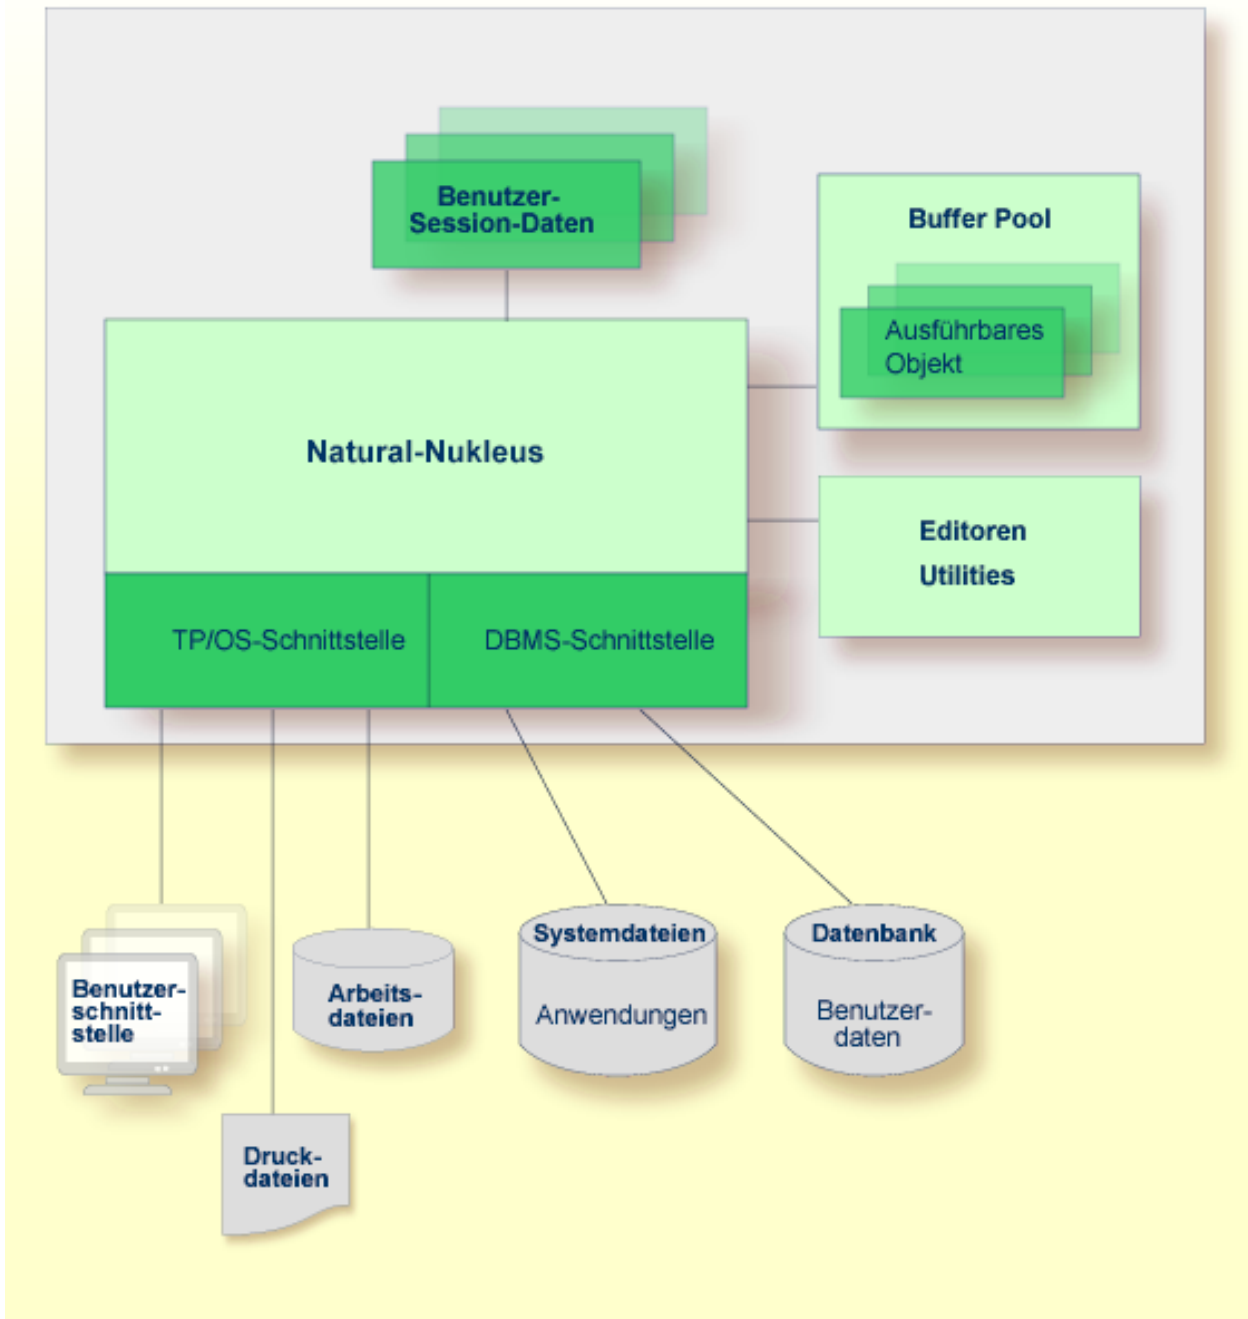 Benutzer-
Session-Daten
Buffer Pool
Ausführbares
Objekt
Natural-Nukleus
Editoren
Utilities
TP/OS-Schnittstelle
DBMS-Schnittstelle
Benutzer-
schnitt-
stelle
Arbeits-
dateien
Systemdateien
Anwendungen
Datenbank
Benutzer-
daten
Druck-
dateien